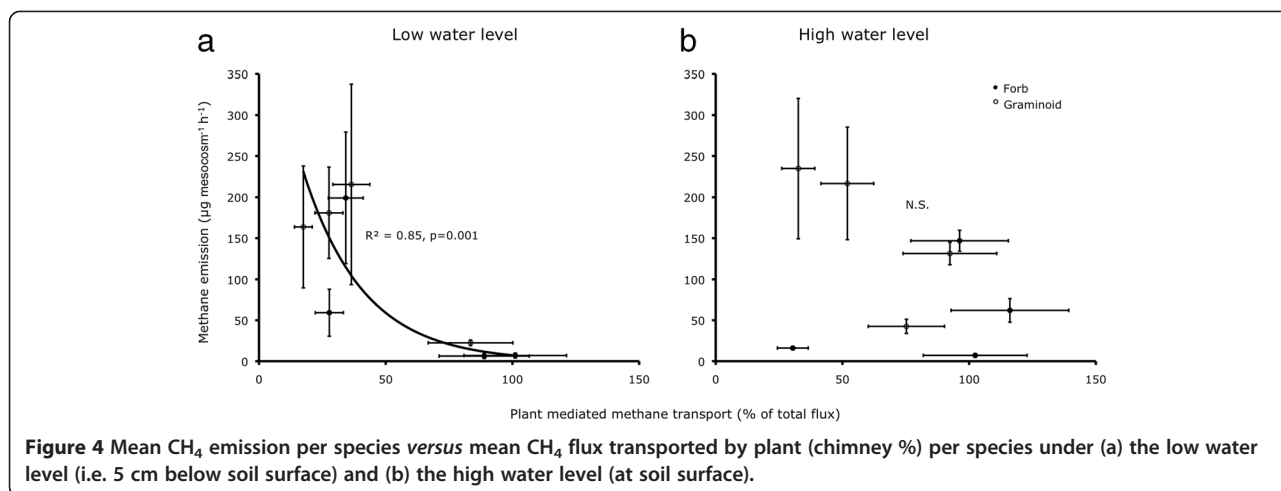 a
Low water level
350
300
250
200
150
100
50
0
0
50
100
150
Methane emission (µg mesocosm⁻¹ h⁻¹)
R² = 0.85, p=0.001
b
High water level
350
300
250
200
150
100
50
0
0
50
100
150
Forb
Graminoid
N.S.
Plant mediated methane transport (% of total flux)
Figure 4 Mean CH₄ emission per species versus mean CH₄ flux transported by plant (chimney %) per species under (a) the low water
level (i.e. 5 cm below soil surface) and (b) the high water level (at soil surface).